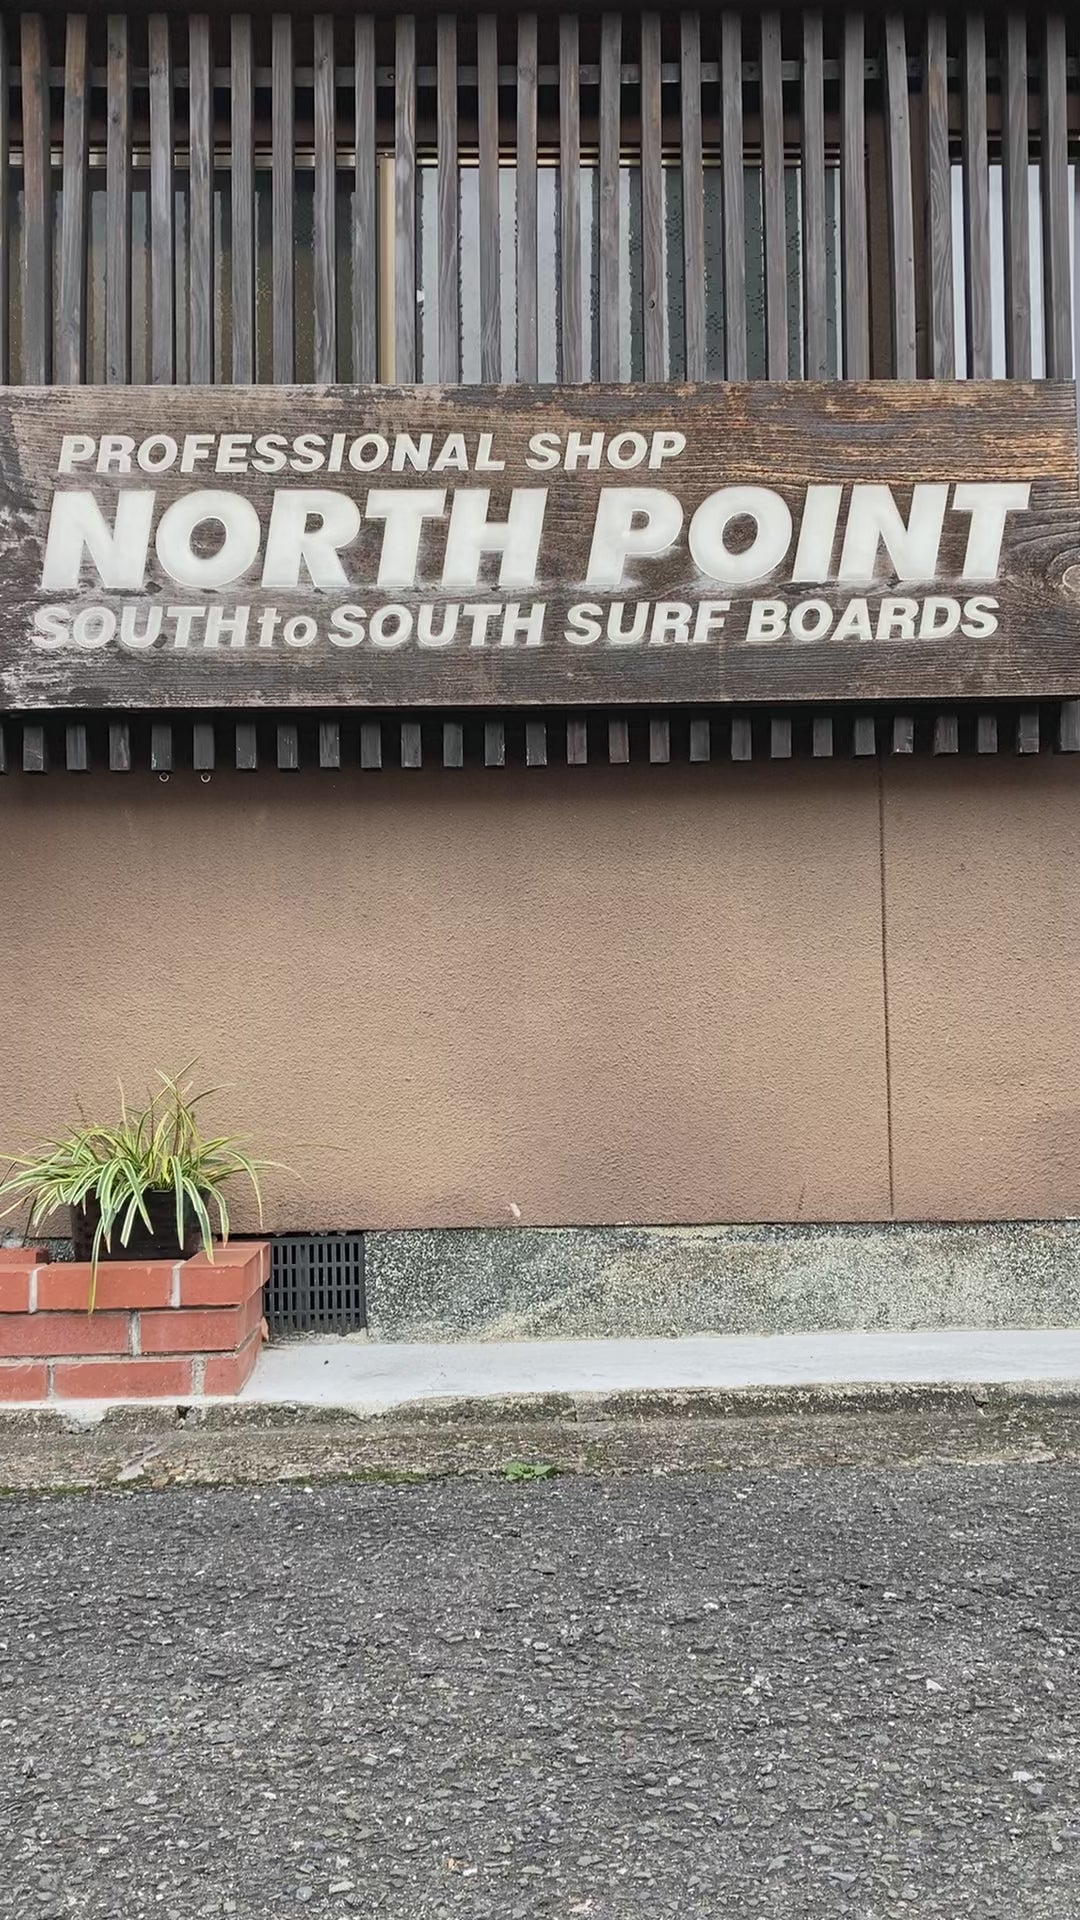 PROFESSIONAL SHOP
NORTH POINT
SOUTH to SOUTH SURF BOARDS